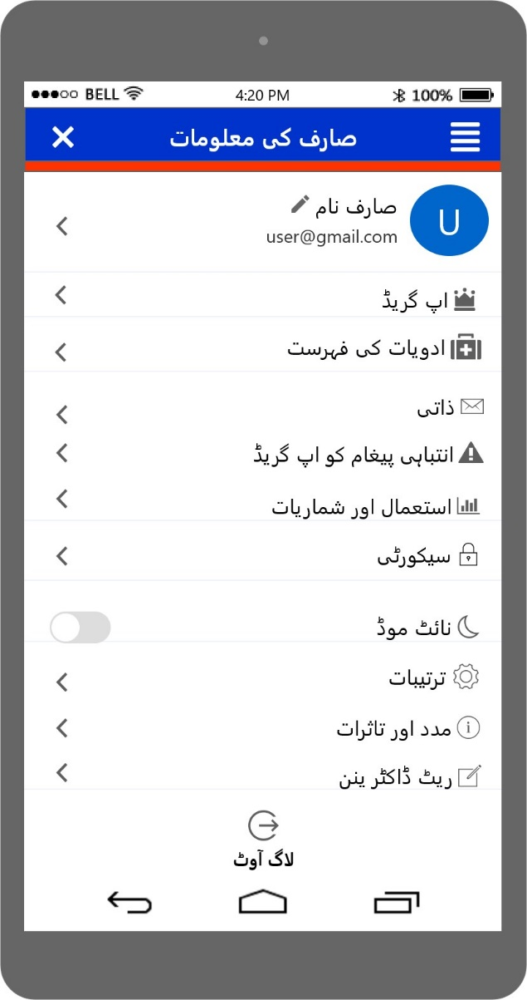 BELL 4:20 PM 100%
صارف کی معلومات
U
صارف نام
user@gmail.com
اپ گریڈ
ادویات کی فہرست
ذاتی
انتباہی پیغام کو اپ گریڈ
استعمال اور شماریات
سیکورٹی
نائٹ موڈ
ترتیبات
مدد اور تاثرات
ریٹ ڈاکٹر ینن
لاگ آوٹ